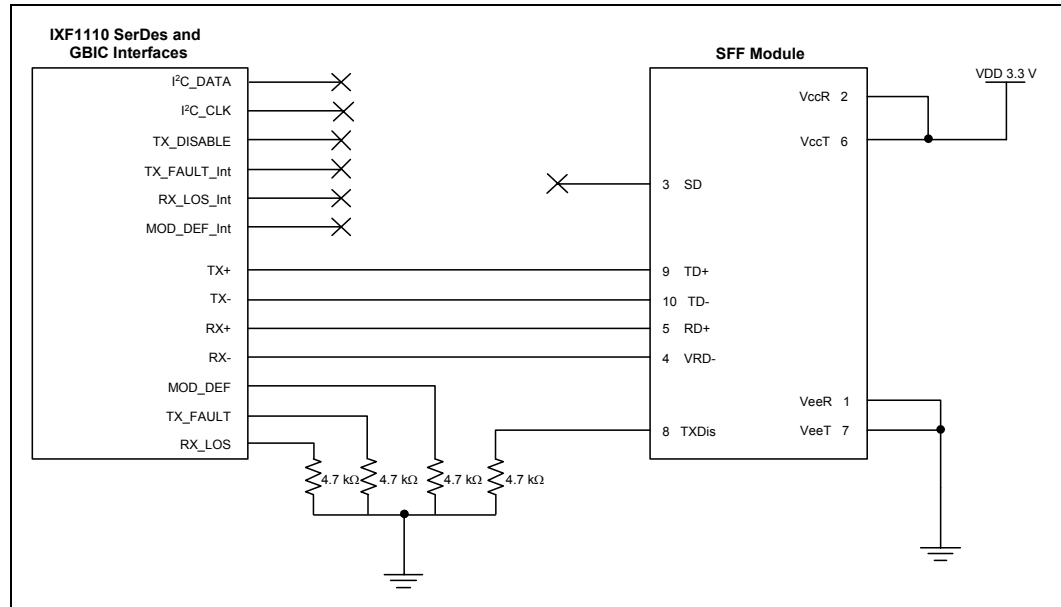 IXF1110 SerDes and
GBIC Interfaces
I²C_DATA
I²C_CLK
TX_DISABLE
TX_FAULT_Int
RX_LOS_Int
MOD_DEF_Int
TX+
TX-
RX+
RX-
MOD_DEF
TX_FAULT
RX_LOS
4.7 kΩ 4.7 kΩ 4.7 kΩ 4.7 kΩ
SFF Module
VDD 3.3 V
VccR 2
VccT 6
3 SD
9 TD+
10 TD-
5 RD+
4 VRD-
VeeR 1
8 TXDis
VeeT 7